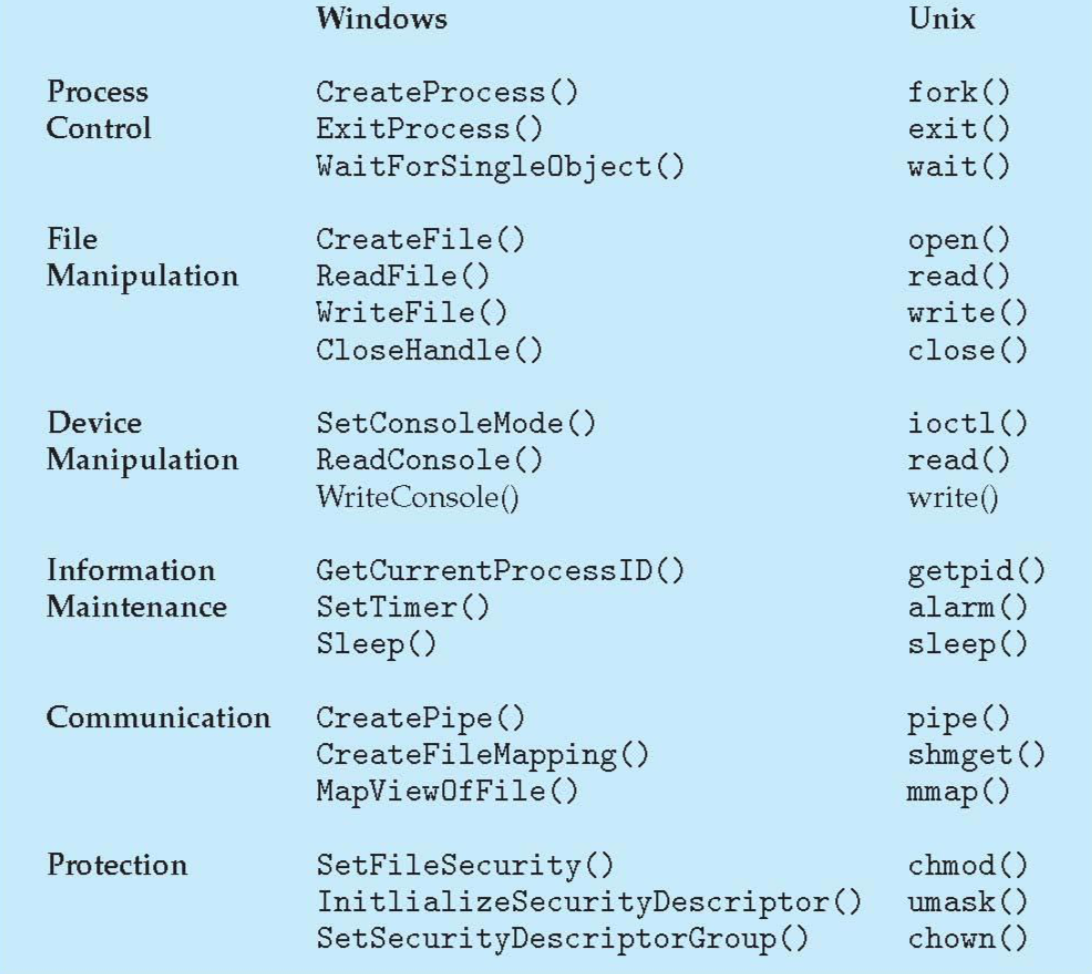 Windows Unix
Process CreateProcess() fork()
Control ExitProcess() exit()
WaitForSingleObject() wait()
File CreateFile() open()
Manipulation ReadFile() read()
WriteFile() write()
CloseHandle() close()
Device SetConsoleMode() ioctl()
Manipulation ReadConsole() read()
WriteConsole() write()
Information GetCurrentProcessID() getpid()
Maintenance SetTimer() alarm()
Sleep() sleep()
Communication CreatePipe() pipe()
CreateFileMapping() shmget()
MapViewOfFile() mmap()
Protection SetFileSecurity() chmod()
InitlializeSecurityDescriptor() umask()
SetSecurityDescriptorGroup() chown()